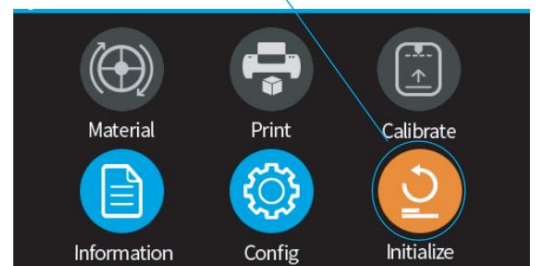 Material
Print
Calibrate
Information
Config
Initialize